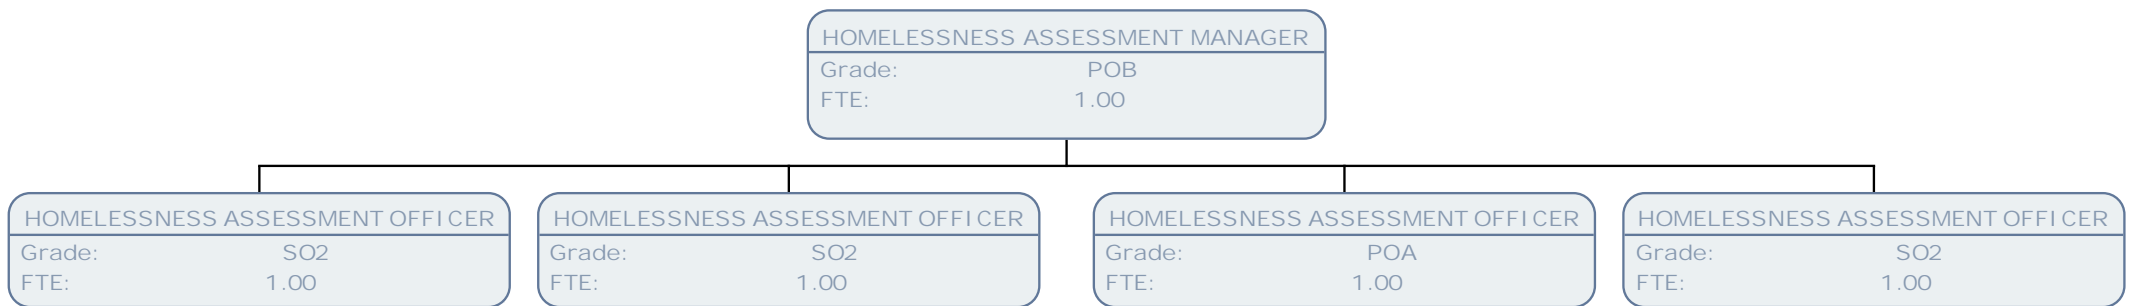 HOMELESSNESS ASSESSMENT MANAGER
Grade: POB
FTE: 1.00
HOMELESSNESS ASSESSMENT OFFICER
Grade: SO2
FTE: 1.00
HOMELESSNESS ASSESSMENT OFFICER
Grade: SO2
FTE: 1.00
HOMELESSNESS ASSESSMENT OFFICER
Grade: POA
FTE: 1.00
HOMELESSNESS ASSESSMENT OFFICER
Grade: SO2
FTE: 1.00